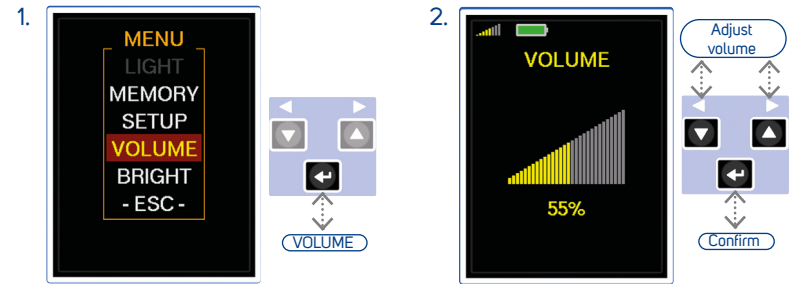 1.
MENU
LIGHT
MEMORY
SETUP
VOLUME
BRIGHT
- ESC -
VOLUME
2.
VOLUME
55%
Adjust
volume
Confirm